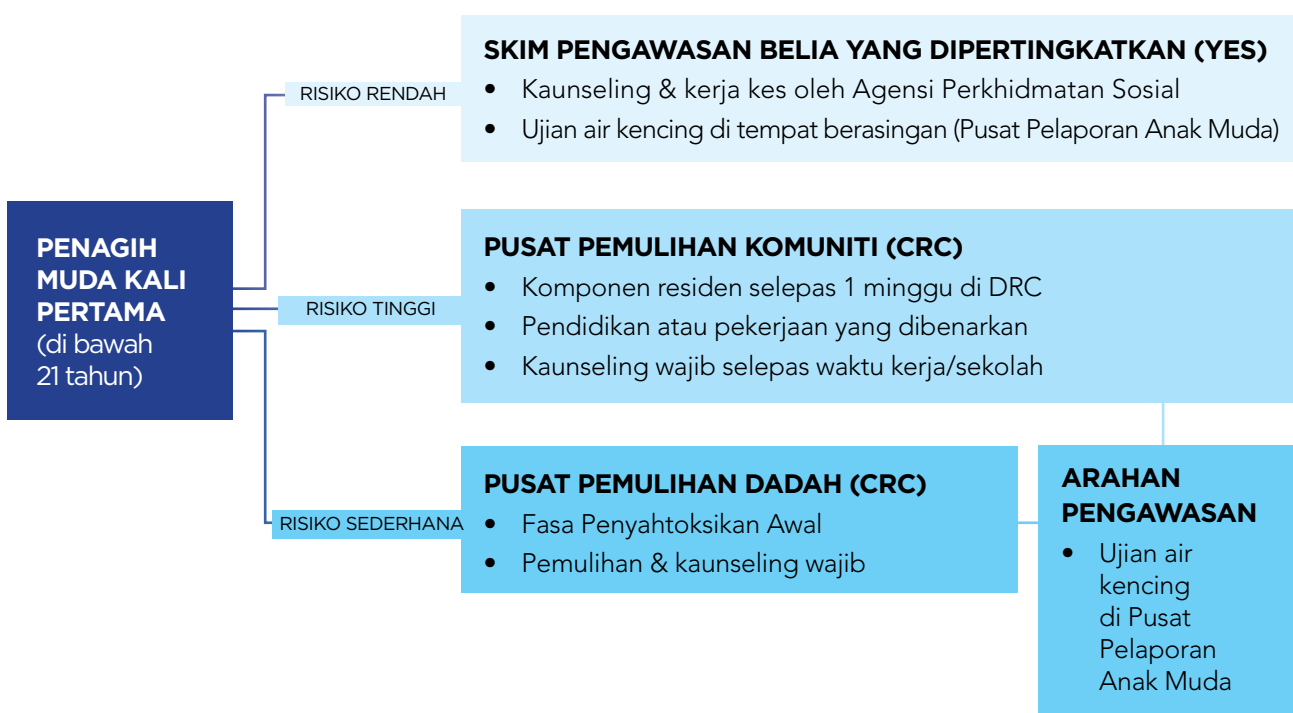 PENAGIH
MUDA KALI
PERTAMA
(di bawah
21 tahun)
RISIKO RENDAH
SKIM PENGAWASAN BELIA YANG DIPERTINGKATKAN (YES)
• Kaunseling & kerja kes oleh Agensi Perkhidmatan Sosial
• Ujian air kencing di tempat berasingan (Pusat Pelaporan Anak Muda)
RISIKO TINGGI
PUSAT PEMULIHAN KOMUNITI (CRC)
• Komponen residen selepas 1 minggu di DRC
• Pendidikan atau pekerjaan yang dibenarkan
• Kaunseling wajib selepas waktu kerja/sekolah
RISIKO SEDERHANA
PUSAT PEMULIHAN DADAH (CRC)
• Fasa Penyahtoksikan Awal
• Pemulihan & kaunseling wajib
ARAHAN
PENGAWASAN
• Ujian air
kencing
di Pusat
Pelaporan
Anak Muda